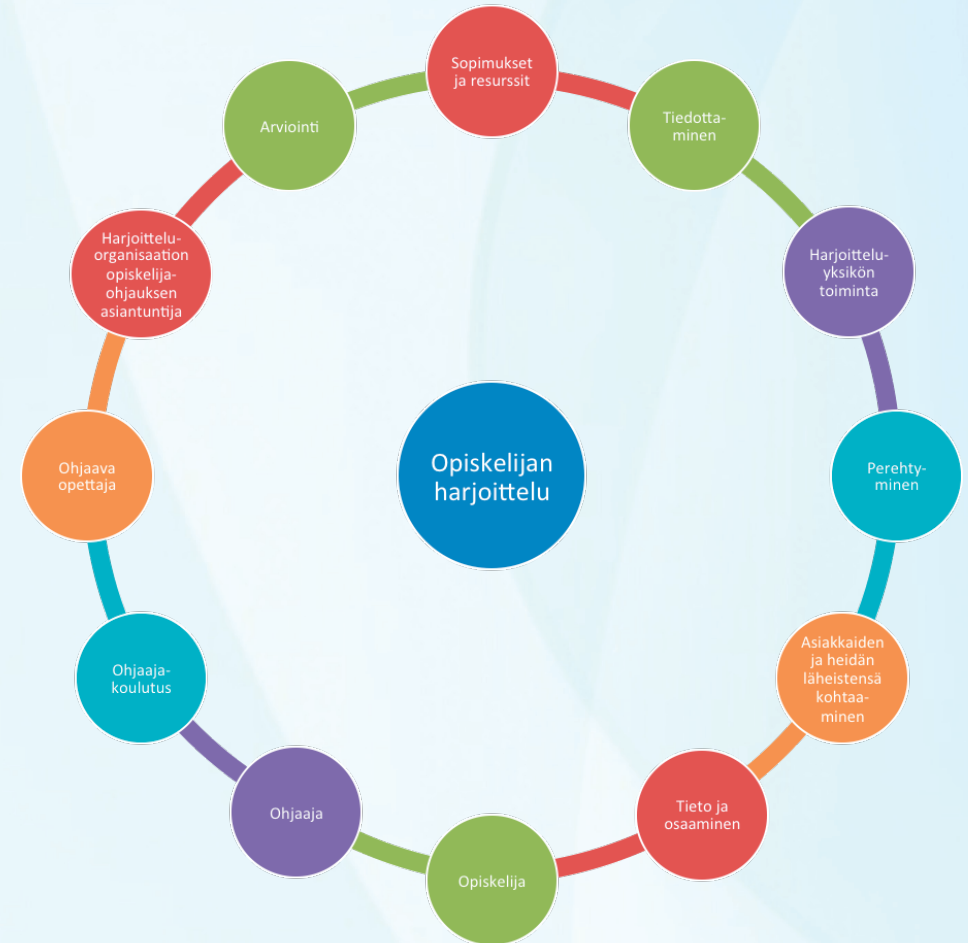 Sopimukset
ja resurssit
Tiedotta-
minen
Harjoittelu-
yksikön
toiminta
Perehty-
minen
Asiakkaiden
ja heidän
läheistensä
kohtaa-
minen
Tieto ja
osaaminen
Opiskelija
Ohjaaja
Ohjaaja-
koulutus
Ohjaava
opettaja
Harjoittelu-
organisaation
opiskelija-
ohjauksen
asiantuntija
Arviointi
Opiskelijan
harjoittelu